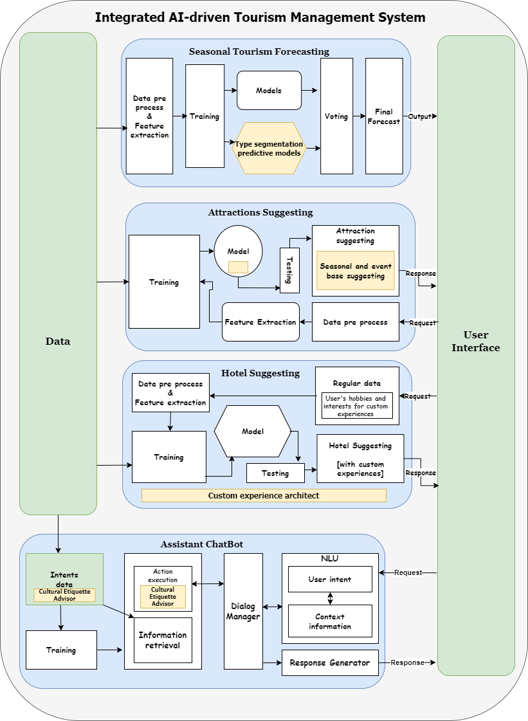 Integrated AI-driven Tourism Management System
Seasonal Tourism Forecasting
Data pre
process
&
Feature
extraction
Training
Models
Type segmentation
predictive models
Voting
Final
Forecast
Output
Attractions Suggesting
Training
Model
Testing
Attraction
suggesting
Seasonal and event
base suggesting
Response
Feature Extraction
Data pre process
Request
Data
User
Interface
Hotel Suggesting
Data pre process
&
Feature extraction
Regular data
User's hobbies and
interests for custom
experiences
Request
Training
Model
Testing
Hotel Suggesting
[with custom
experiences]
Response
Custom experience architect
Assistant ChatBot
Intents
data
Cultural Etiquette
Advisor
Training
Action
execution
Cultural
Etiquette
Advisor
Information
retrieval
Dialog
Manager
NLU
User intent
Context
information
Request
Response Generator
Response